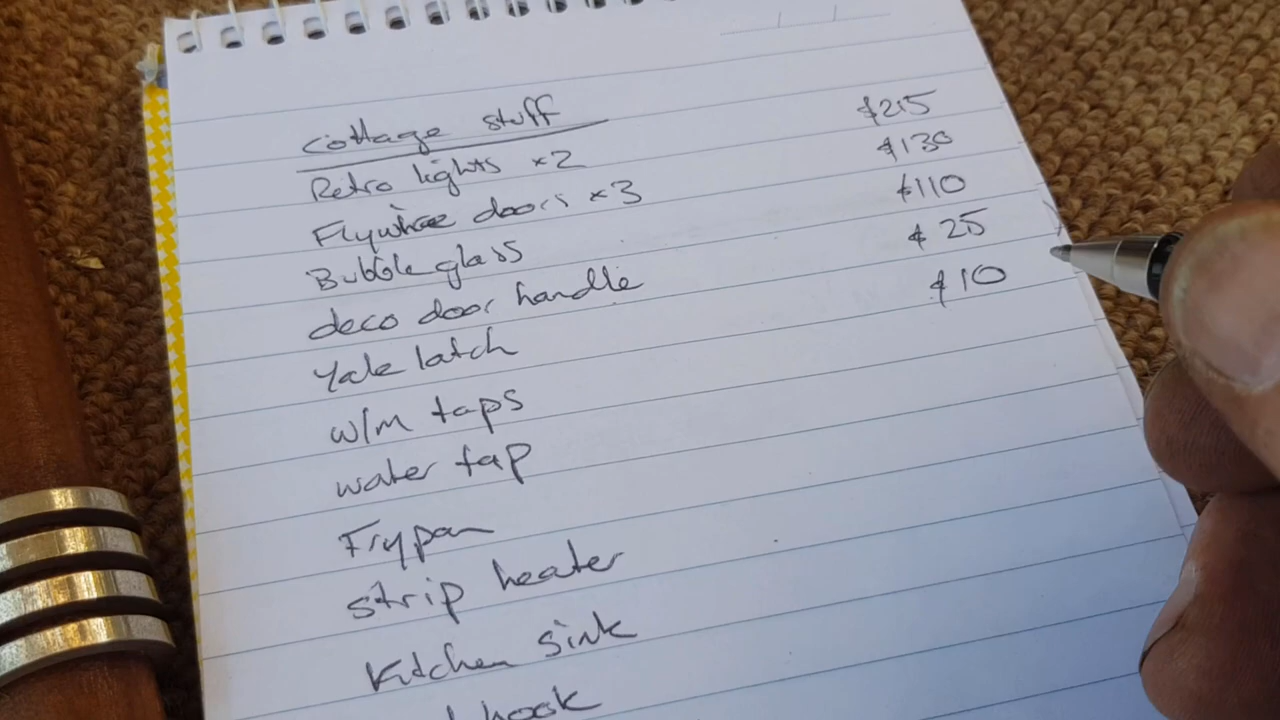 cottage stuff
Retro lights x2 $215
Flywire doors x3 $130
Bubble glass $110
deco door handle $25
Yale latch $10
w/m taps
water tap
Frypan
strip heater
Kitchen sink
hook